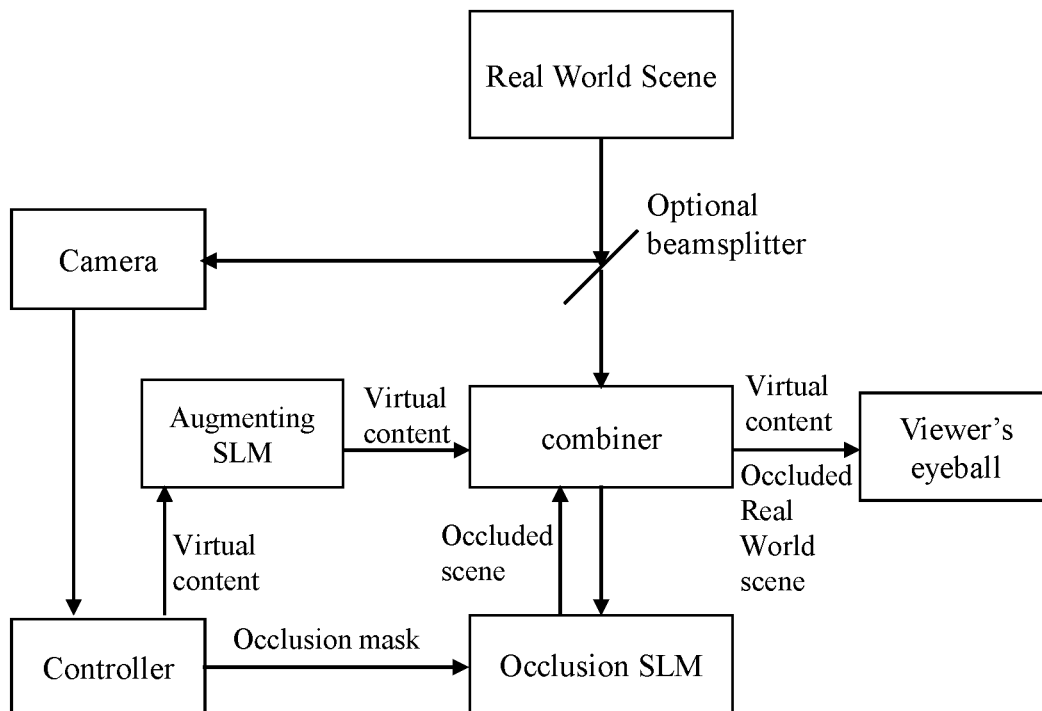 Real World Scene
Optional
beamsplitter
Camera
Augmenting
SLM
Virtual
content
combiner
Virtual
content
Viewer’s
eyeball
Occluded
Real
World
scene
Virtual
content
Occluded
scene
Controller
Occlusion mask
Occlusion SLM